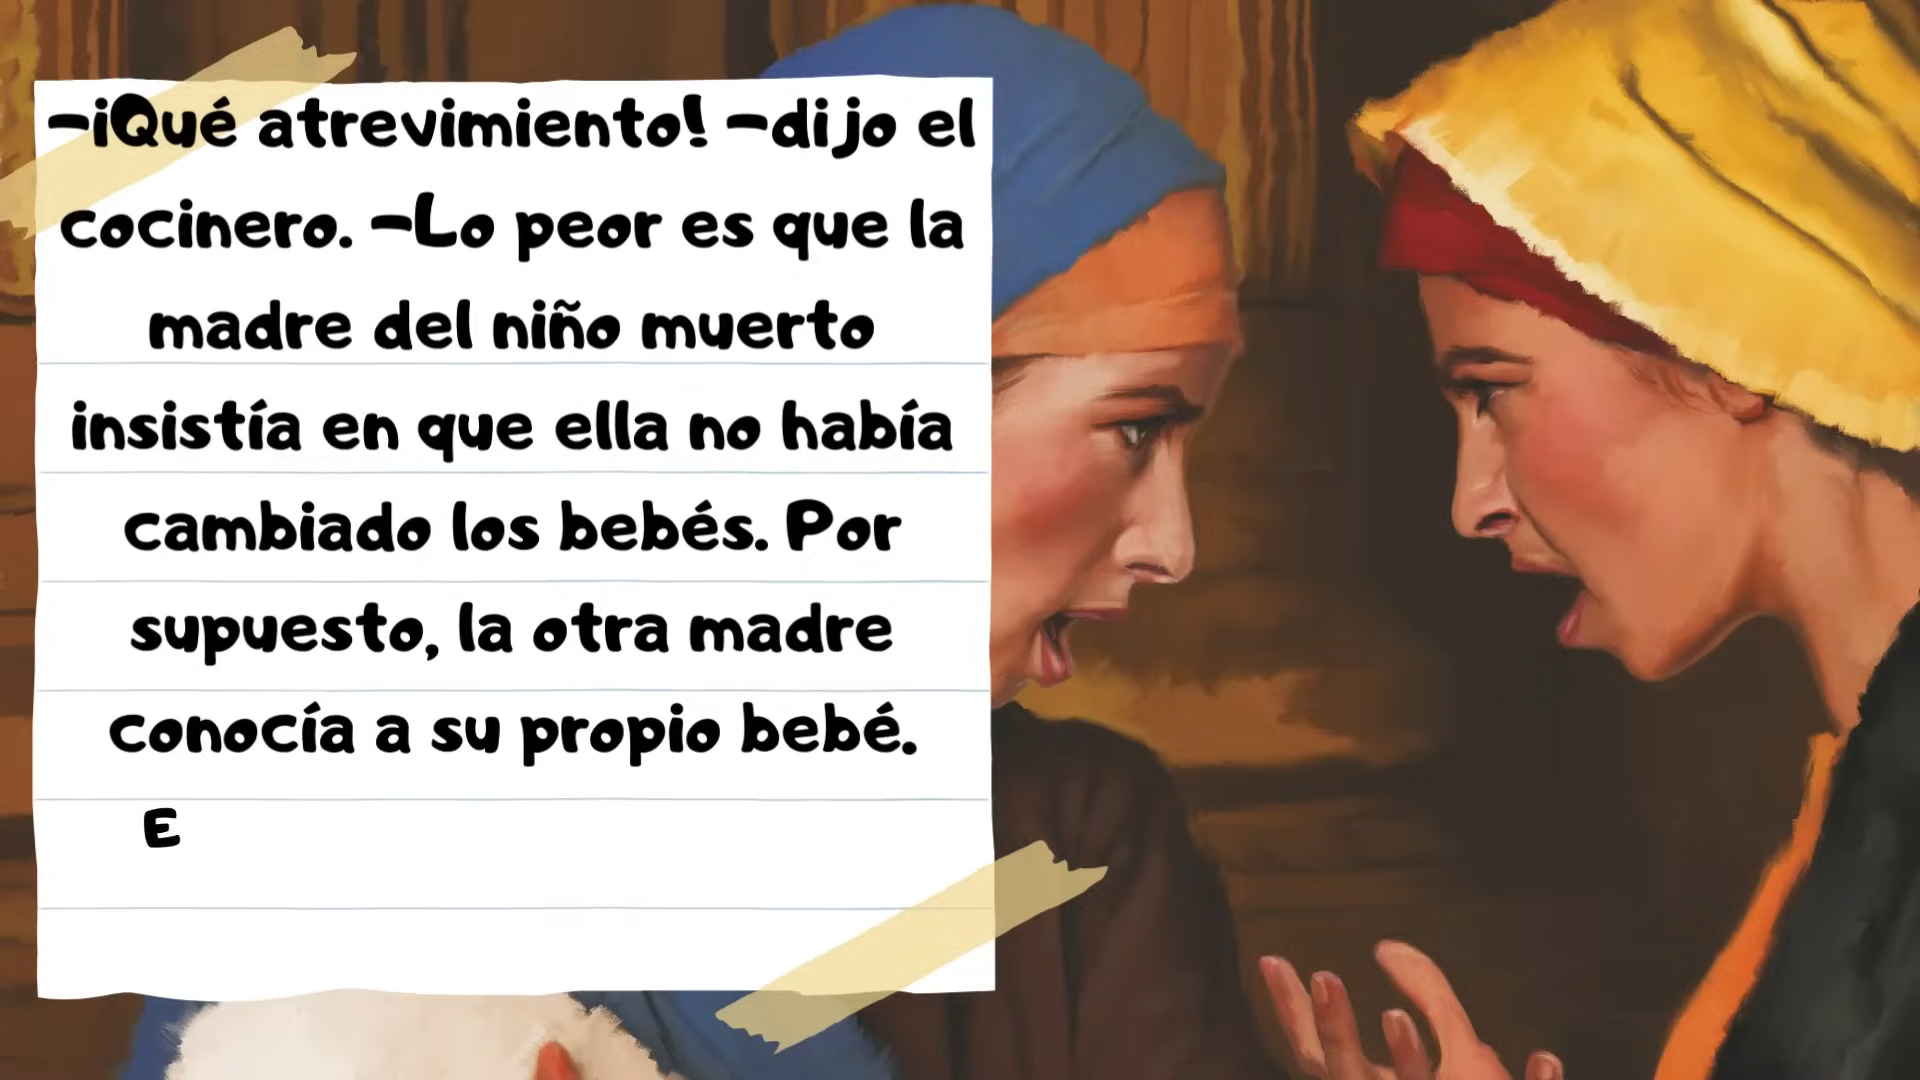 –¡Qué atrevimiento! –dijo el
cocinero. –Lo peor es que la
madre del niño muerto
insistía en que ella no había
cambiado los bebés. Por
supuesto, la otra madre
conocía a su propio bebé.
E